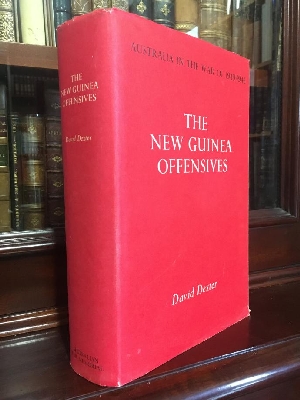 THE
NEW GUINEA
OFFENSIVES
David Dexter
AUSTRALIA IN THE WAR OF 1939-1945
THE
NEW GUINEA
OFFENSIVES
David Dexter